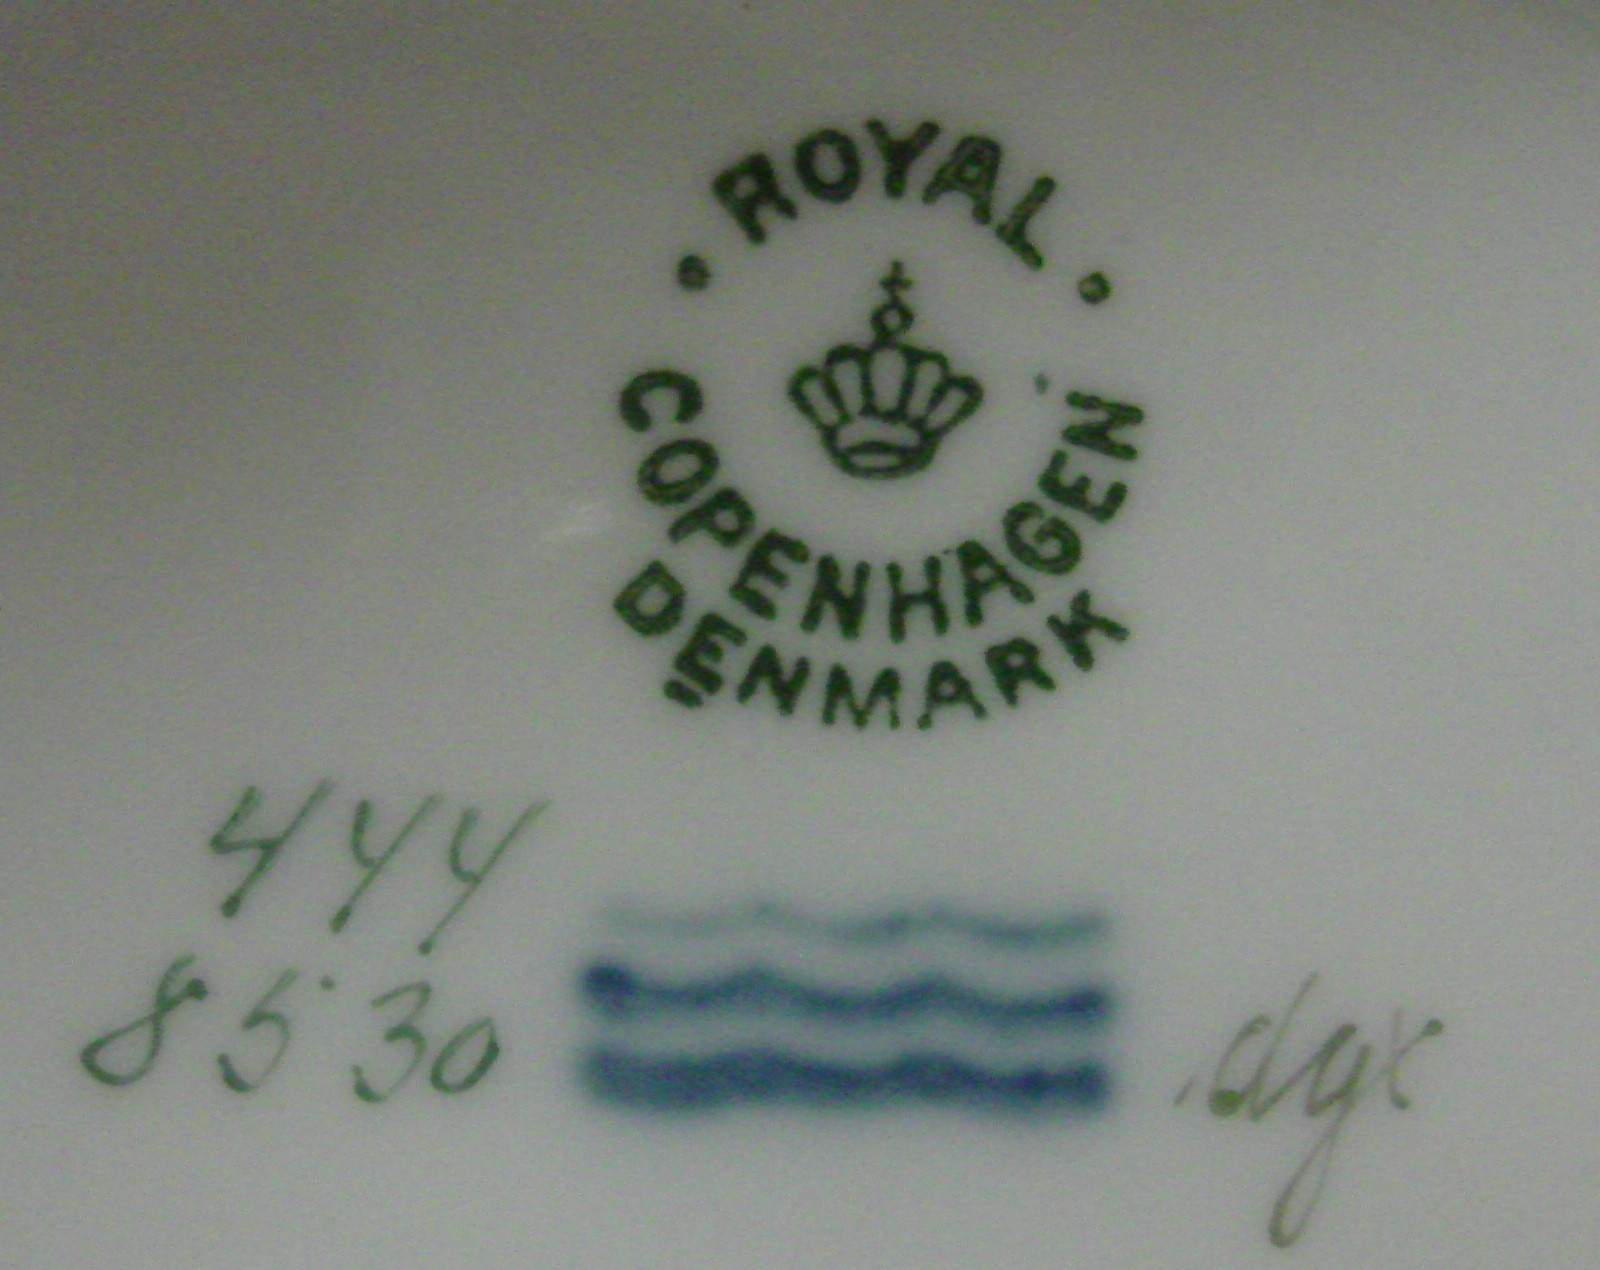 · ROYAL ·
COPENHAGEN
DENMARK
444
8530
dgx